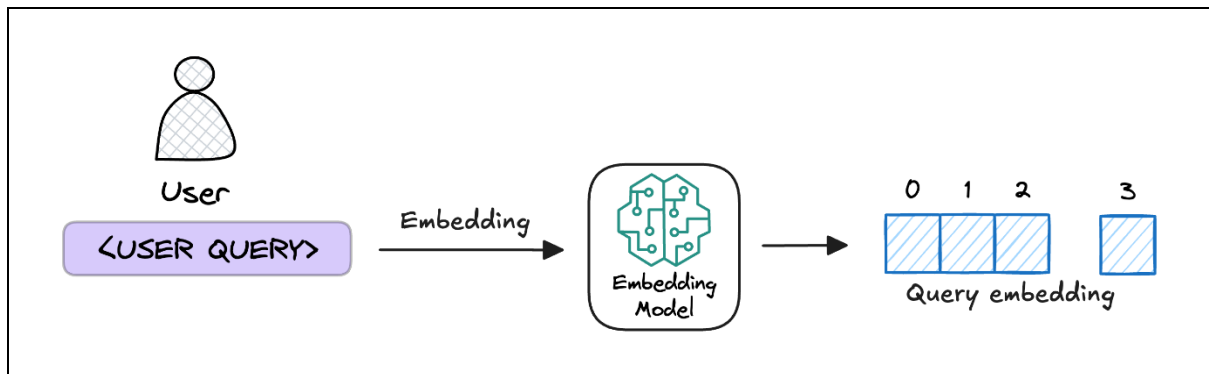 User
<USER QUERY>
Embedding
Embedding
Model
0 1 2 3
Query embedding